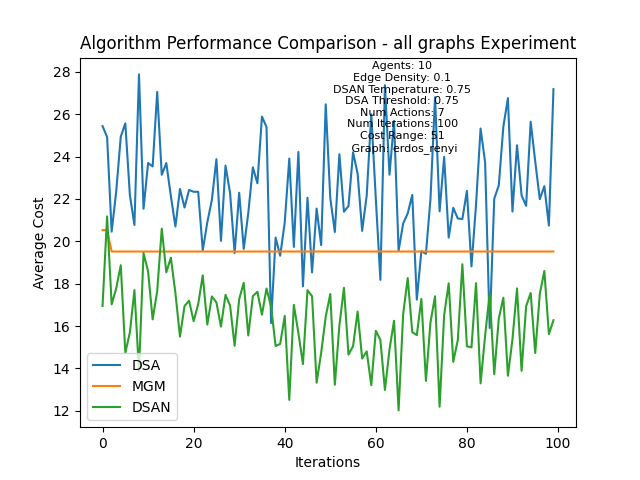 Algorithm Performance Comparison - all graphs Experiment
Agents: 10
Edge Density: 0.1
DSAN Temperature: 0.75
DSA Threshold: 0.75
Num Actions: 7
Num Iterations: 100
Cost Range: 51
Graph: erdos_renyi
28
26
24
22
20
18
16
14
12
Average Cost
DSA
MGM
DSAN
0
20
40
60
80
100
Iterations